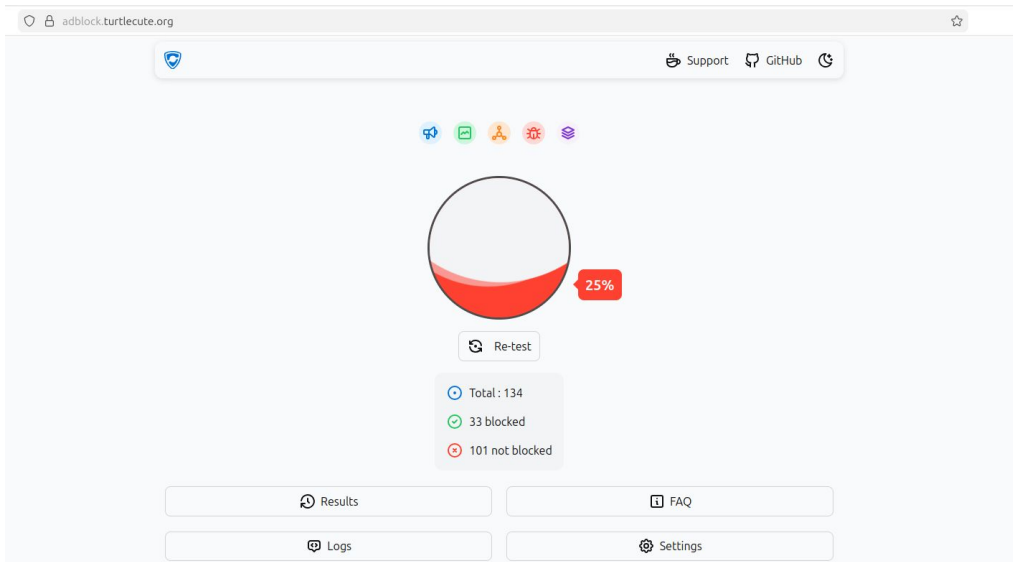 adblock.turtlecute.org
Support GitHub
25%
Re-test
Total : 134
33 blocked
101 not blocked
Results FAQ
Logs Settings